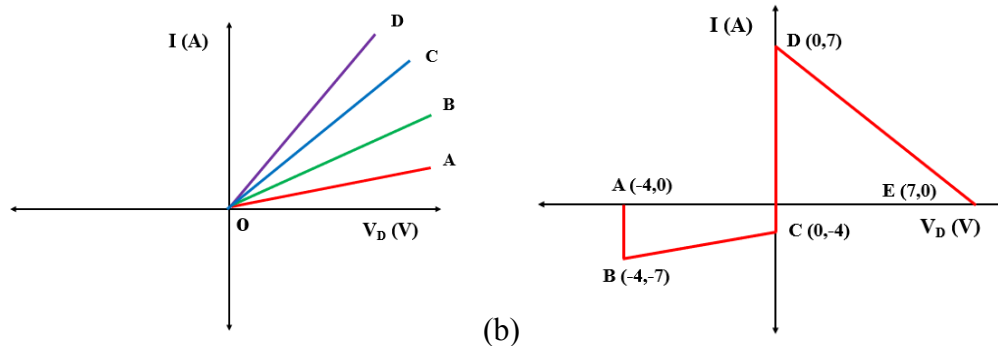 I (A)
D
C
B
A
O
V_D (V)
(b)
I (A)
D (0,7)
A (-4,0)
E (7,0)
V_D (V)
C (0,-4)
B (-4,-7)